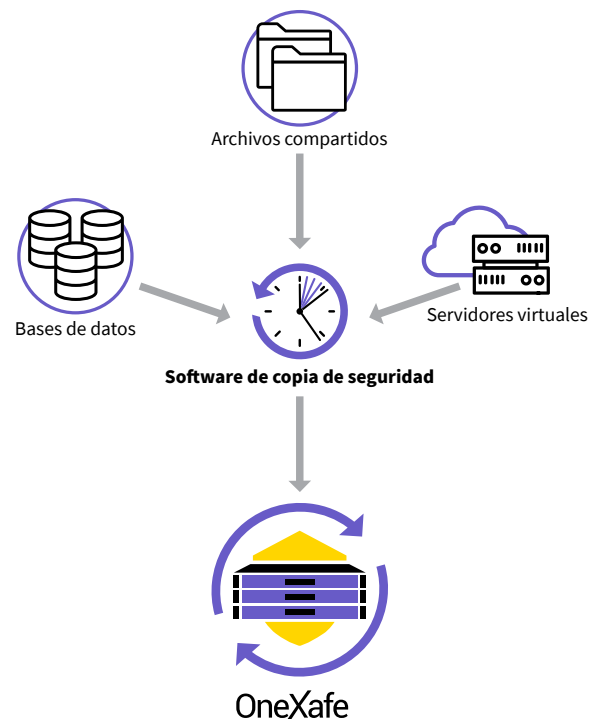 Archivos compartidos
Bases de datos
Servidores virtuales
Software de copia de seguridad
OneXafe